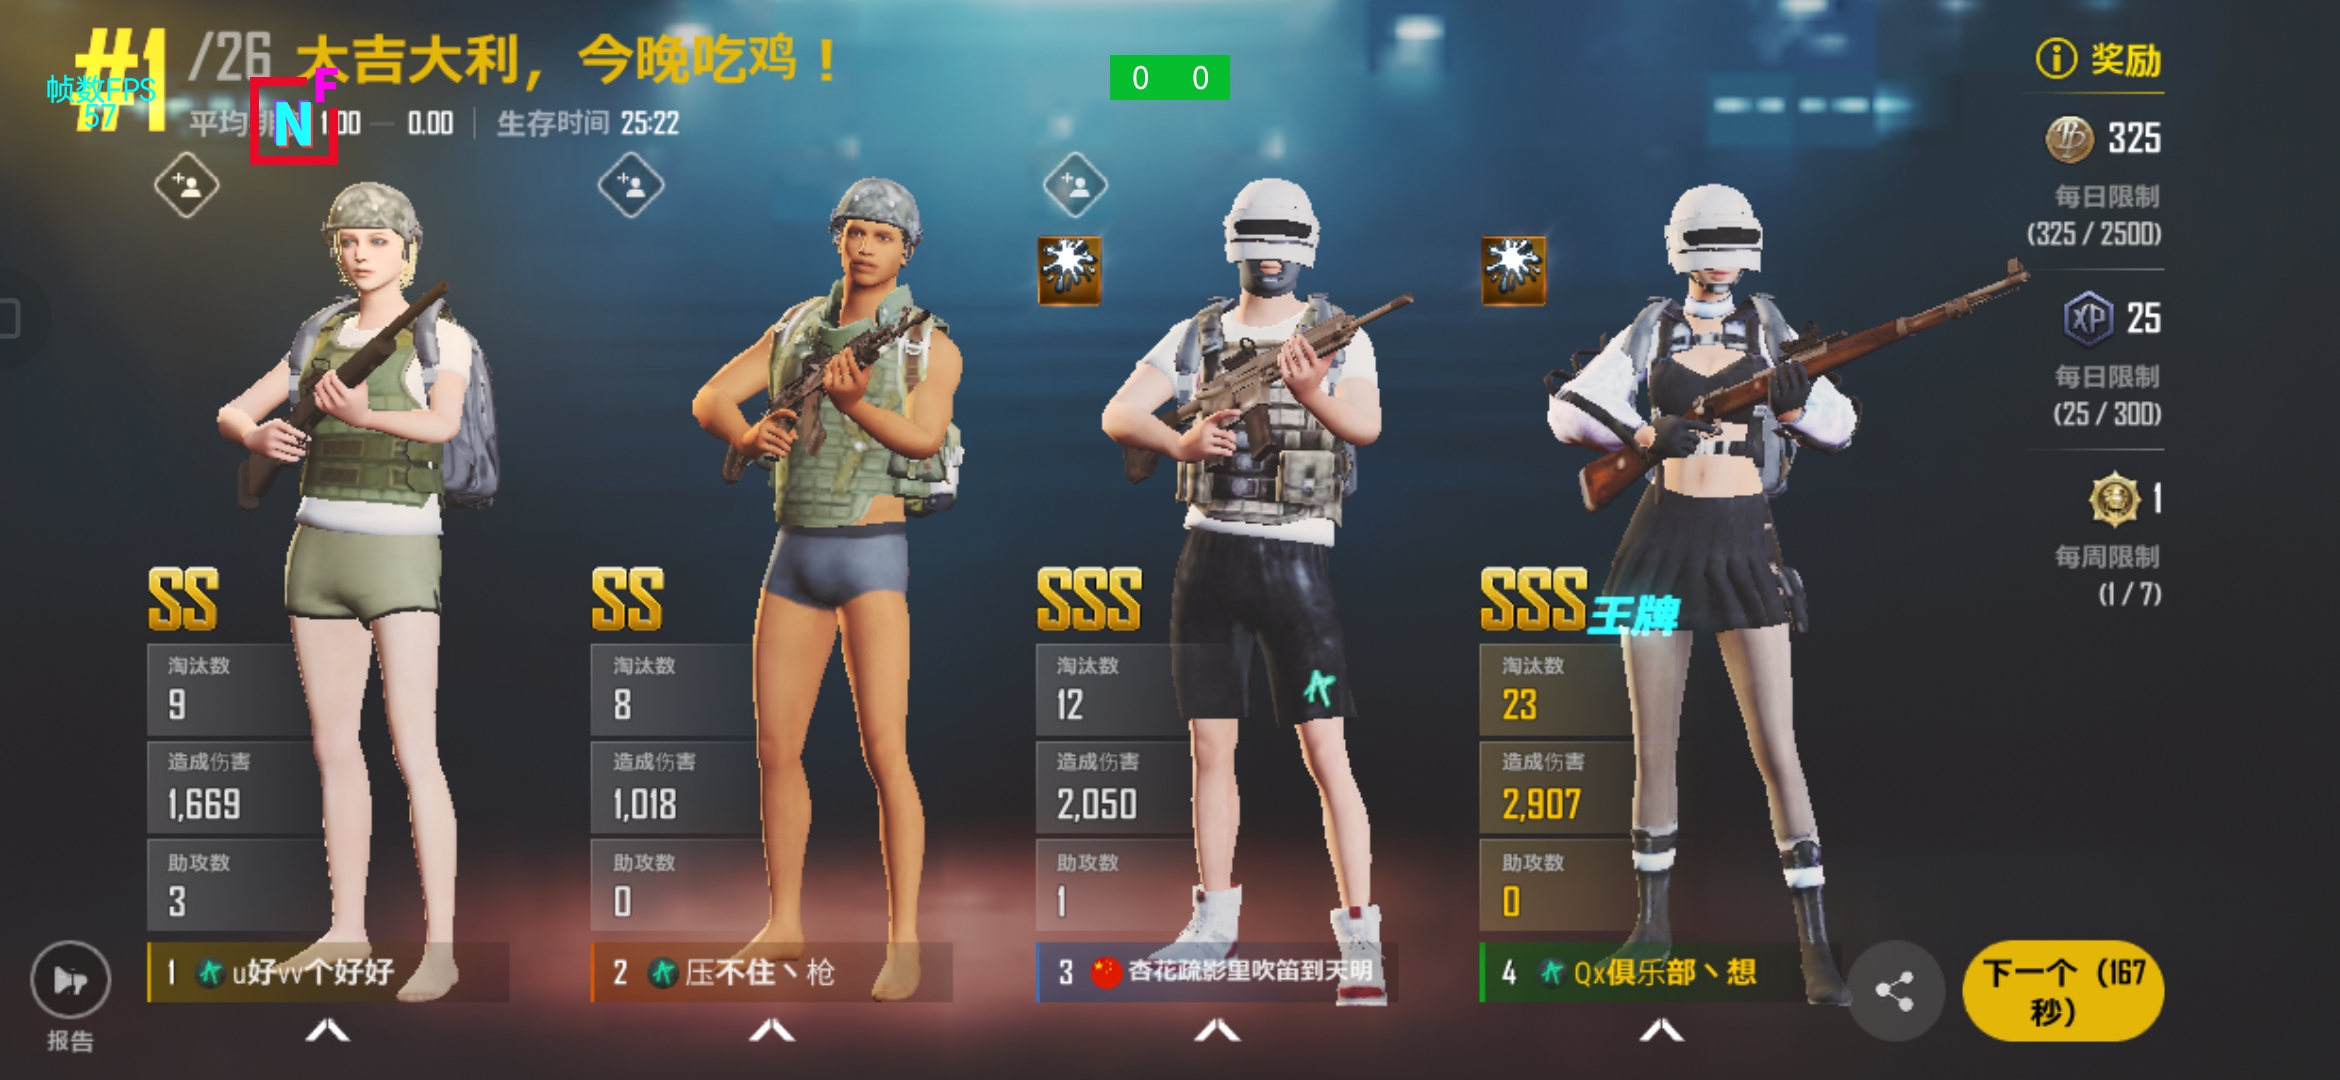 #1 /26 大吉大利，今晚吃鸡！
帧数FPS
57
N F
平均排 1.00 — 0.00 | 生存时间 25:22
0 0
奖励
325
每日限制
(325 / 2500)
XP 25
每日限制
(25 / 300)
1
每周限制
(1 / 7)
SS
淘汰数
9
造成伤害
1,669
助攻数
3
1 u好vv个好好
SS
淘汰数
8
造成伤害
1,018
助攻数
0
2 压不住丶枪
SSS
淘汰数
12
造成伤害
2,050
助攻数
1
3 杏花疏影里吹笛到天明
SSS 王牌
淘汰数
23
造成伤害
2,907
助攻数
0
4 Qx俱乐部丶想
报告
下一个（167
秒）